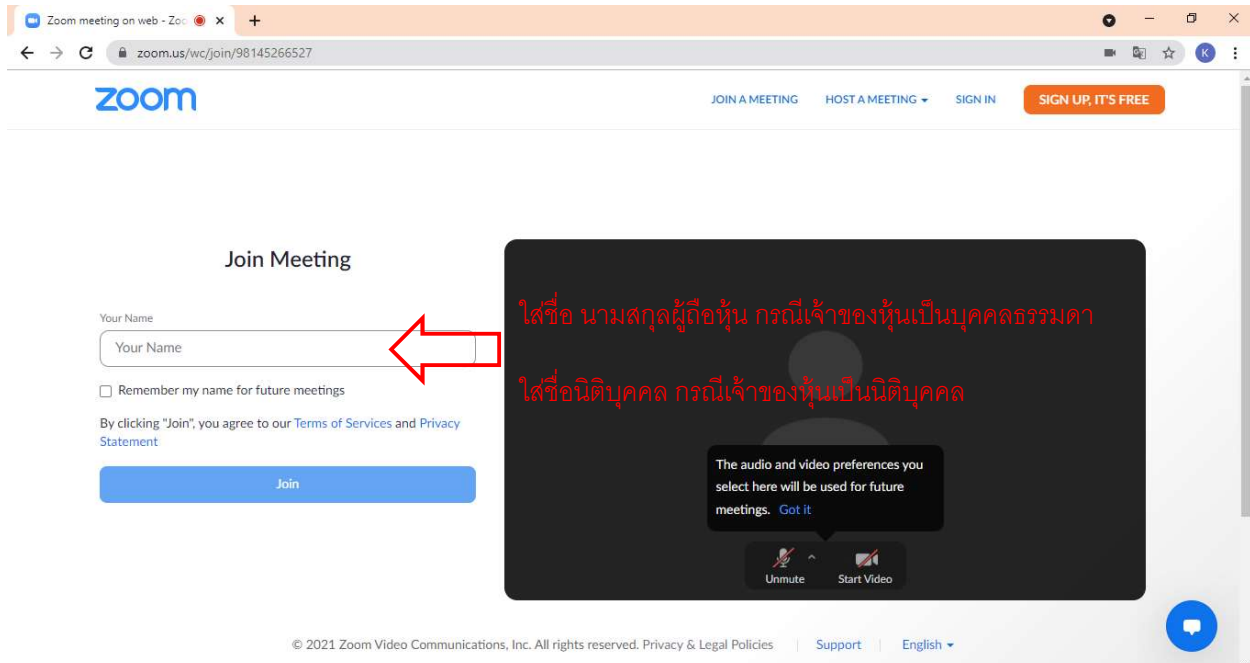 Zoom meeting on web - Zoo
zoom.us/wc/join/98145266527
K
zoom
JOIN A MEETING
HOST A MEETING
SIGN IN
SIGN UP, IT'S FREE
Join Meeting
Your Name
Your Name
Remember my name for future meetings
By clicking "Join", you agree to our Terms of Services and Privacy
Statement
Join
ใส่ชื่อ นามสกุลผู้ถือหุ้น กรณีเจ้าของหุ้นเป็นบุคคลธรรมดา
ใส่ชื่อนิติบุคคล กรณีเจ้าของหุ้นเป็นนิติบุคคล
The audio and video preferences you
select here will be used for future
meetings. Got it
Unmute
Start Video
© 2021 Zoom Video Communications, Inc. All rights reserved. Privacy & Legal Policies
Support
English